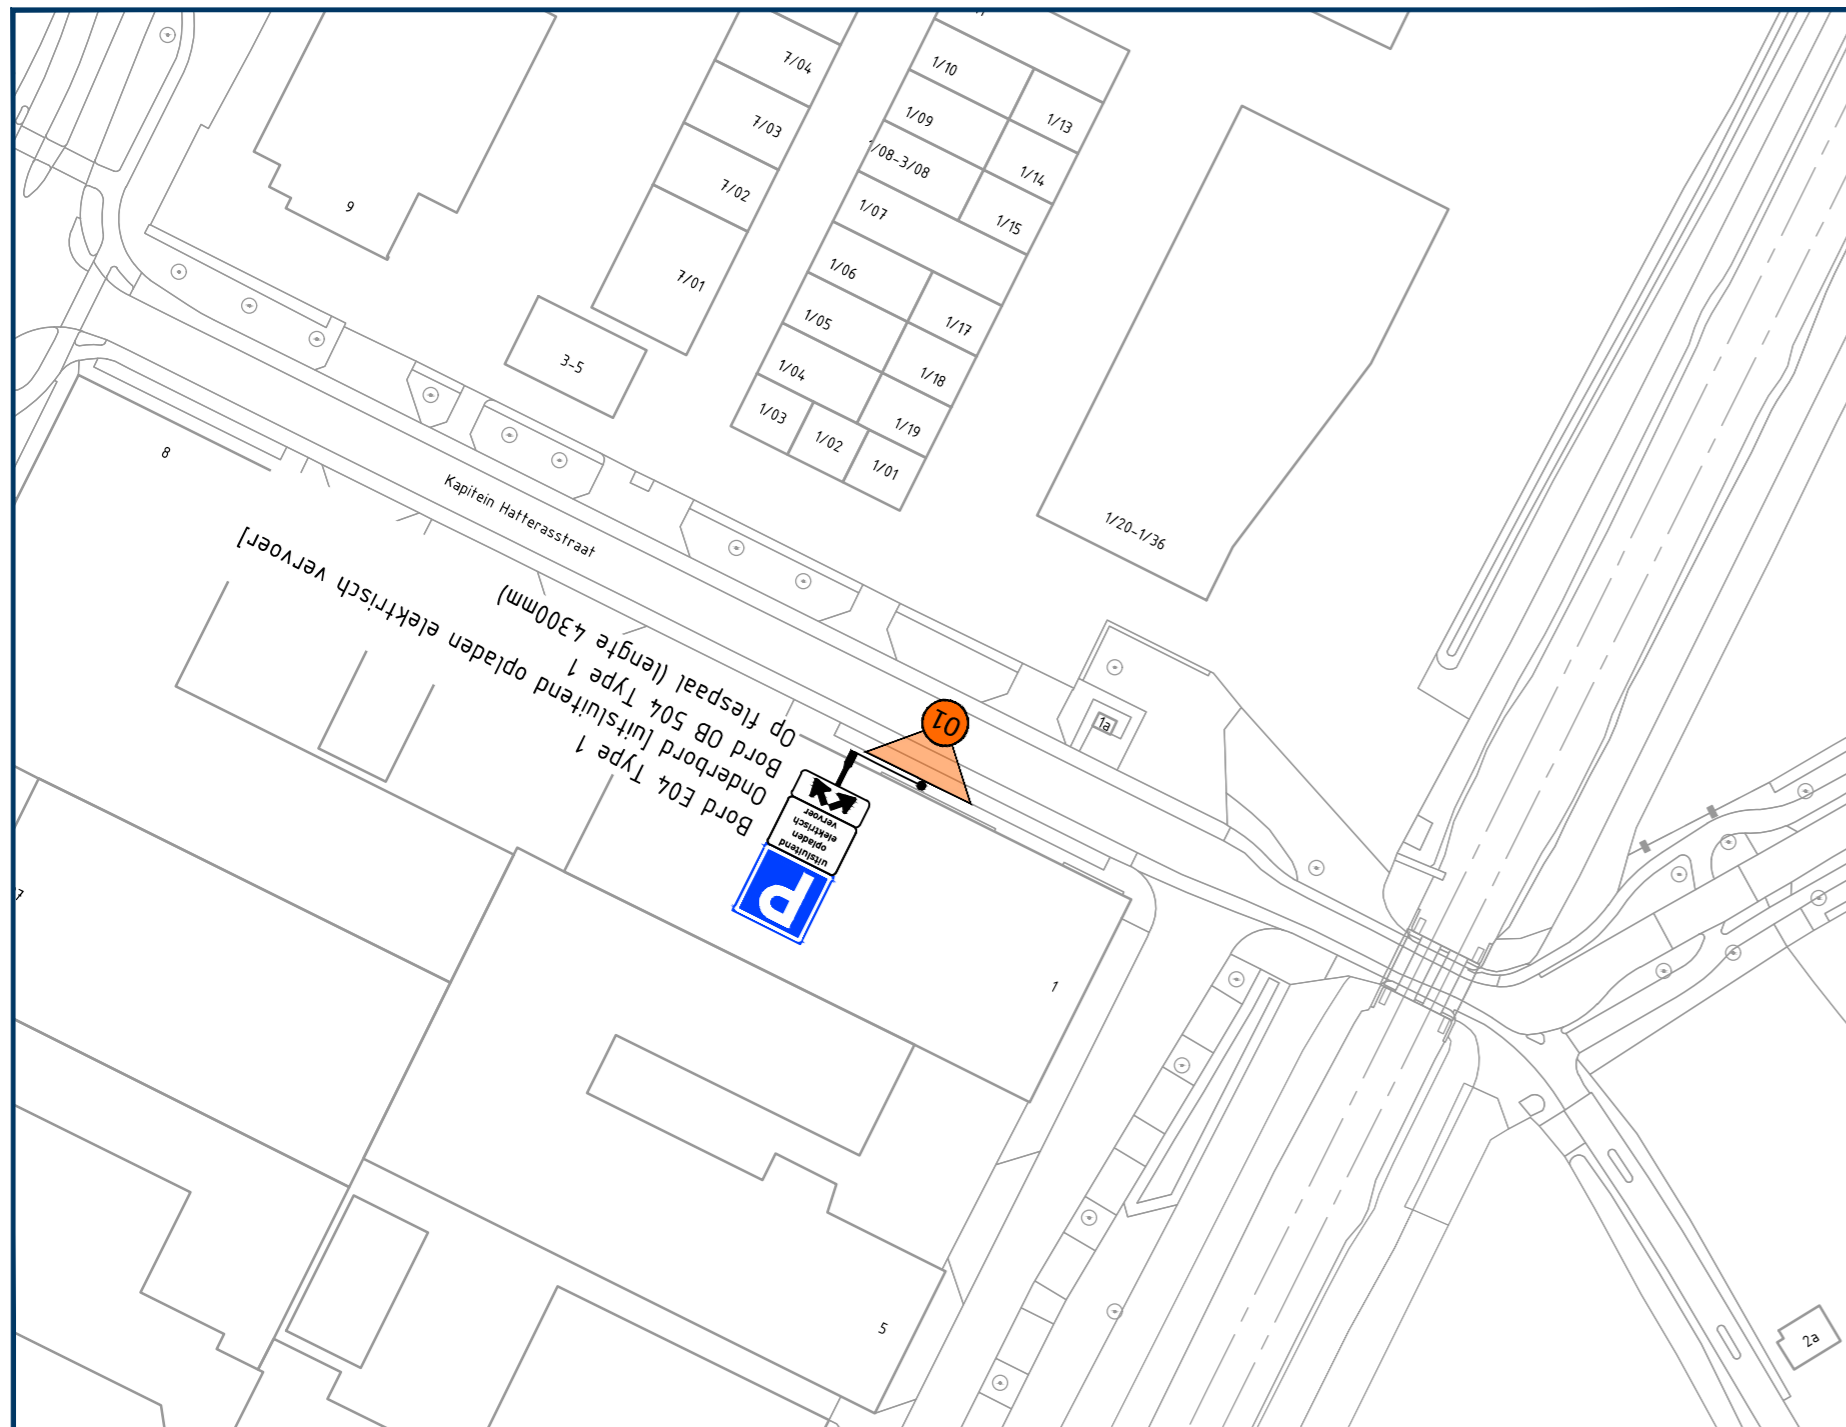 7/04
7/03
7/02
7/01
1/10
1/09
1/08-3/08
1/07
1/06
1/05
1/04
1/03
1/02
1/01
1/13
1/14
1/15
1/17
1/18
1/19
9
3-5
8
Kapitein Hatterasstraat
1/20-1/36
1a
01
Bord E04 Type 1
Onderbord [uitsluitend opladen elektrisch vervoer]
Bord OB 504 Type 1
Op flespaal (lengte 4300mm)
P
uitsluitend
opladen
elektrisch
vervoer
1
5
2a